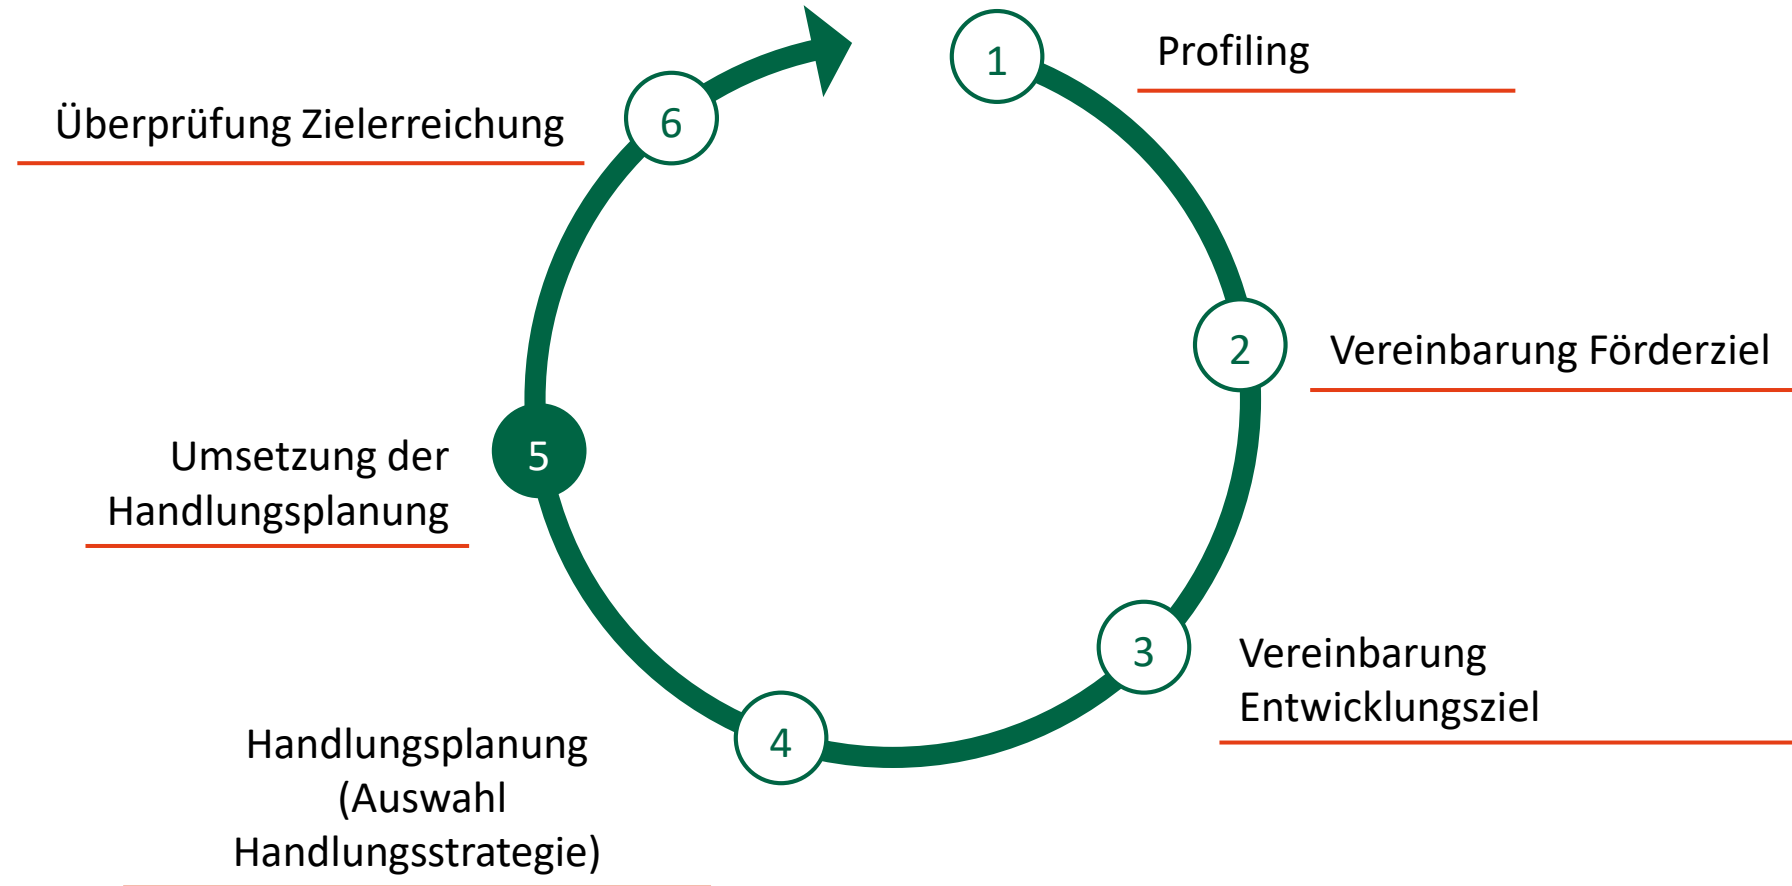 1
Profiling
2
Vereinbarung Förderziel
3
Vereinbarung
Entwicklungsziel
4
Handlungsplanung
(Auswahl
Handlungsstrategie)
5
Umsetzung der
Handlungsplanung
6
Überprüfung Zielerreichung